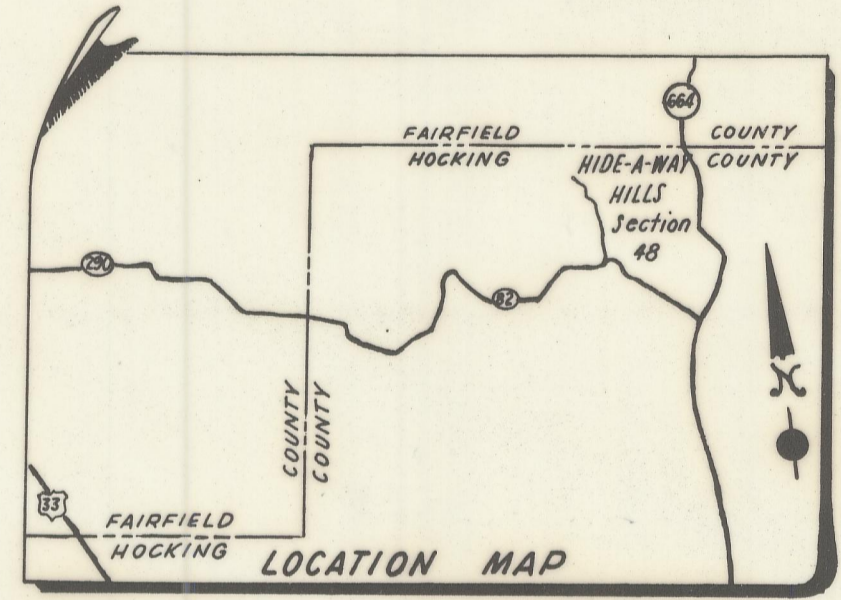 664
FAIRFIELD COUNTY
HOCKING COUNTY
HIDE-A-WAY
HILLS
Section
48
290
82
COUNTY
COUNTY
33
FAIRFIELD
HOCKING
N
LOCATION MAP